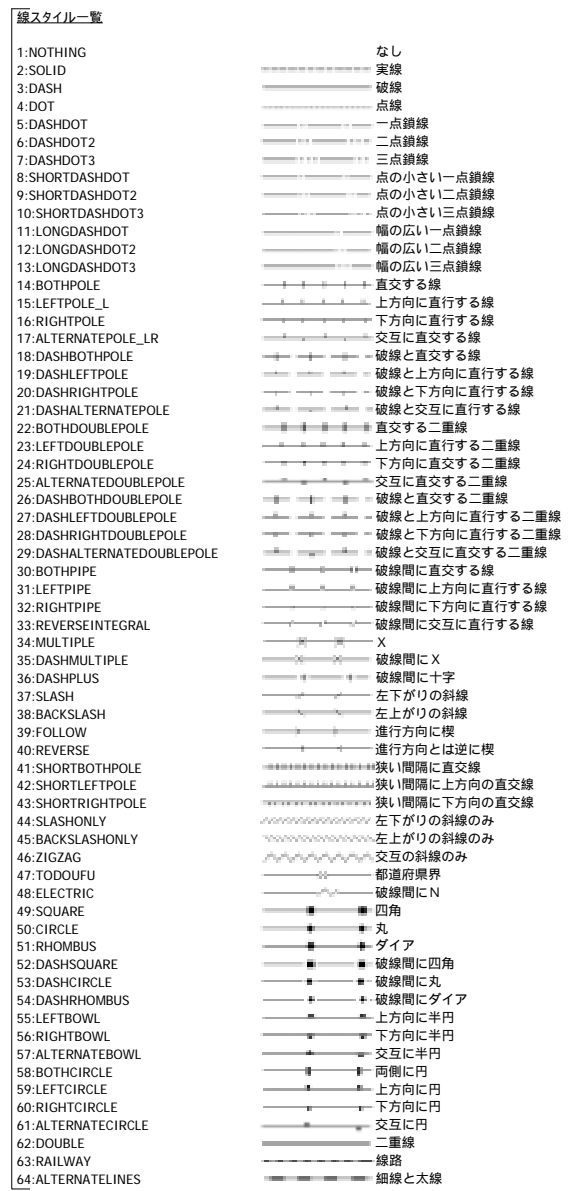 線スタイル一覧
1:NOTHING なし
2:SOLID 実線
3:DASH 破線
4:DOT 点線
5:DASHDOT 一点鎖線
6:DASHDOT2 二点鎖線
7:DASHDOT3 三点鎖線
8:SHORTDASHDOT 点の小さい一点鎖線
9:SHORTDASHDOT2 点の小さい二点鎖線
10:SHORTDASHDOT3 点の小さい三点鎖線
11:LONGDASHDOT 幅の広い一点鎖線
12:LONGDASHDOT2 幅の広い二点鎖線
13:LONGDASHDOT3 幅の広い三点鎖線
14:BOTHPOLE 直交する線
15:LEFTPOLE_L 上方向に直行する線
16:RIGHTPOLE 下方向に直行する線
17:ALTERNATEPOLE_LR 交互に直交する線
18:DASHBOTHPOLE 破線と直交する線
19:DASHLEFTPOLE 破線と上方向に直行する線
20:DASHRIGHTPOLE 破線と下方向に直行する線
21:DASHALTERNATEPOLE 破線と交互に直行する線
22:BOTHDOUBLEPOLE 直交する二重線
23:LEFTDOUBLEPOLE 上方向に直行する二重線
24:RIGHTDOUBLEPOLE 下方向に直交する二重線
25:ALTERNATEDOUBLEPOLE 交互に直交する二重線
26:DASHBOTHDOUBLEPOLE 破線と直交する二重線
27:DASHLEFTDOUBLEPOLE 破線と上方向に直行する二重線
28:DASHRIGHTDOUBLEPOLE 破線と下方向に直行する二重線
29:DASHALTERNATEDOUBLEPOLE 破線と交互に直交する二重線
30:BOTHPIPE 破線間に直交する線
31:LEFTPIPE 破線間に上方向に直行する線
32:RIGHTPIPE 破線間に下方向に直行する線
33:REVERSEINTEGRAL 破線間に交互に直行する線
34:MULTIPLE X
35:DASHMULTIPLE 破線間にX
36:DASHPLUS 破線間に十字
37:SLASH 左下がりの斜線
38:BACKSLASH 左上がりの斜線
39:FOLLOW 進行方向に楔
40:REVERSE 進行方向とは逆に楔
41:SHORTBOTHPOLE 狭い間隔に直交線
42:SHORTLEFTPOLE 狭い間隔に上方向の直交線
43:SHORTRIGHTPOLE 狭い間隔に下方向の直交線
44:SLASHONLY 左下がりの斜線のみ
45:BACKSLASHONLY 左上がりの斜線のみ
46:ZIGZAG 交互の斜線のみ
47:TODOUFU 都道府県界
48:ELECTRIC 破線間にN
49:SQUARE 四角
50:CIRCLE 丸
51:RHOMBUS ダイア
52:DASHSQUARE 破線間に四角
53:DASHCIRCLE 破線間に丸
54:DASHRHOMBUS 破線間にダイア
55:LEFTBOWL 上方向に半円
56:RIGHTBOWL 下方向に半円
57:ALTERNATEBOWL 交互に半円
58:BOTHCIRCLE 両側に円
59:LEFTCIRCLE 上方向に円
60:RIGHTCIRCLE 下方向に円
61:ALTERNATECIRCLE 交互に円
62:DOUBLE 二重線
63:RAILWAY 線路
64:ALTERNATELINES 細線と太線